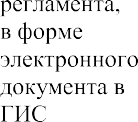 регламента,
в форме
электронного
документа в
ГИС